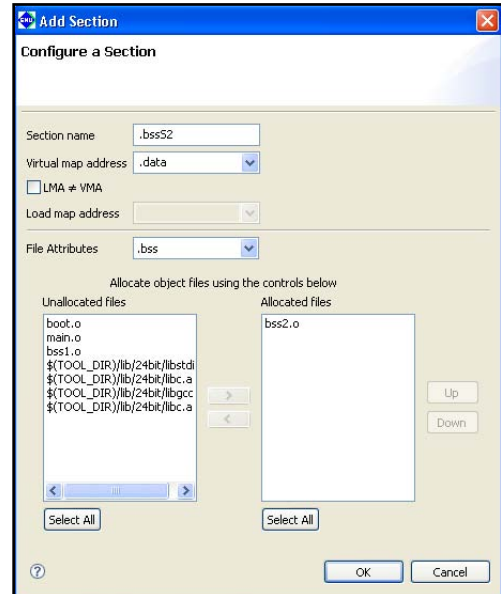 GNU Add Section
Configure a Section
Section name .bssS2
Virtual map address .data
LMA ≠ VMA
Load map address
File Attributes .bss
Allocate object files using the controls below
Unallocated files
boot.o
main.o
bss1.o
$(TOOL_DIR)/lib/24bit/libstdi
$(TOOL_DIR)/lib/24bit/libc.a
$(TOOL_DIR)/lib/24bit/libgcc
$(TOOL_DIR)/lib/24bit/libc.a
Select All
>
<
Allocated files
bss2.o
Select All
Up
Down
?
OK Cancel